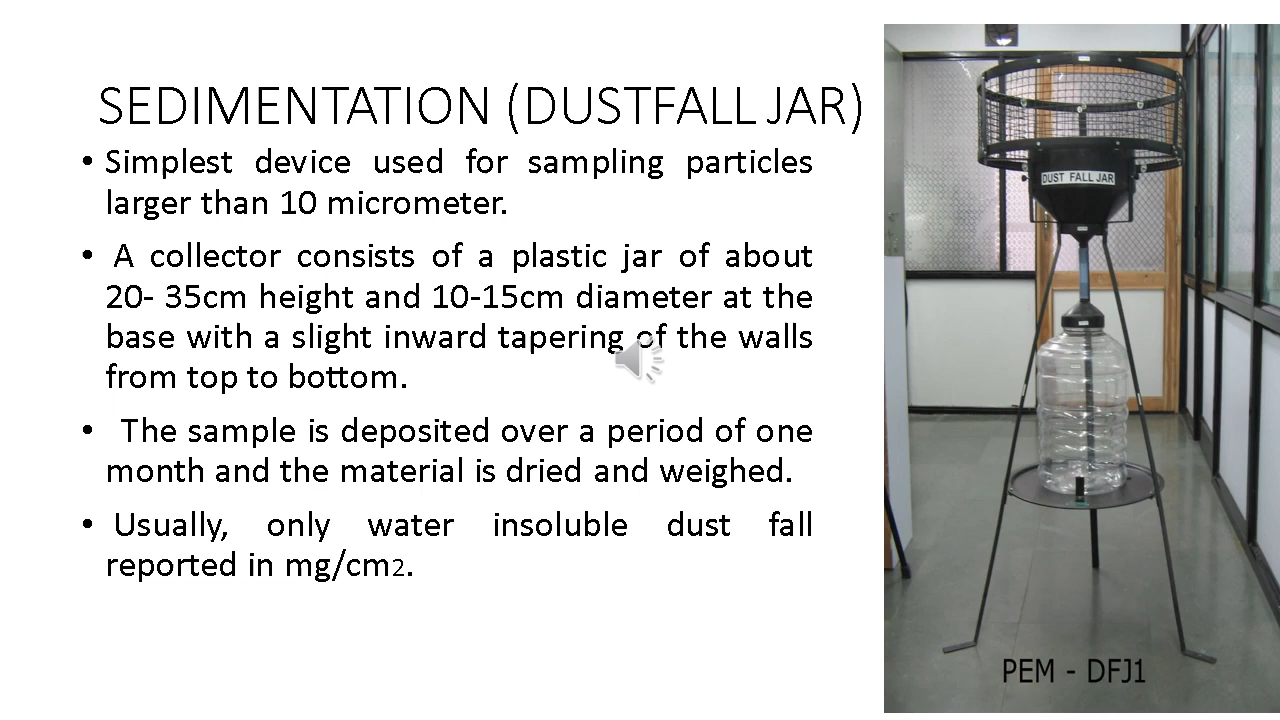 SEDIMENTATION (DUSTFALL JAR)
• Simplest device used for sampling particles
larger than 10 micrometer.
• A collector consists of a plastic jar of about
20- 35cm height and 10-15cm diameter at the
base with a slight inward tapering of the walls
from top to bottom.
• The sample is deposited over a period of one
month and the material is dried and weighed.
• Usually, only water insoluble dust fall
reported in mg/cm2.
DUST FALL JAR
PEM - DFJ1